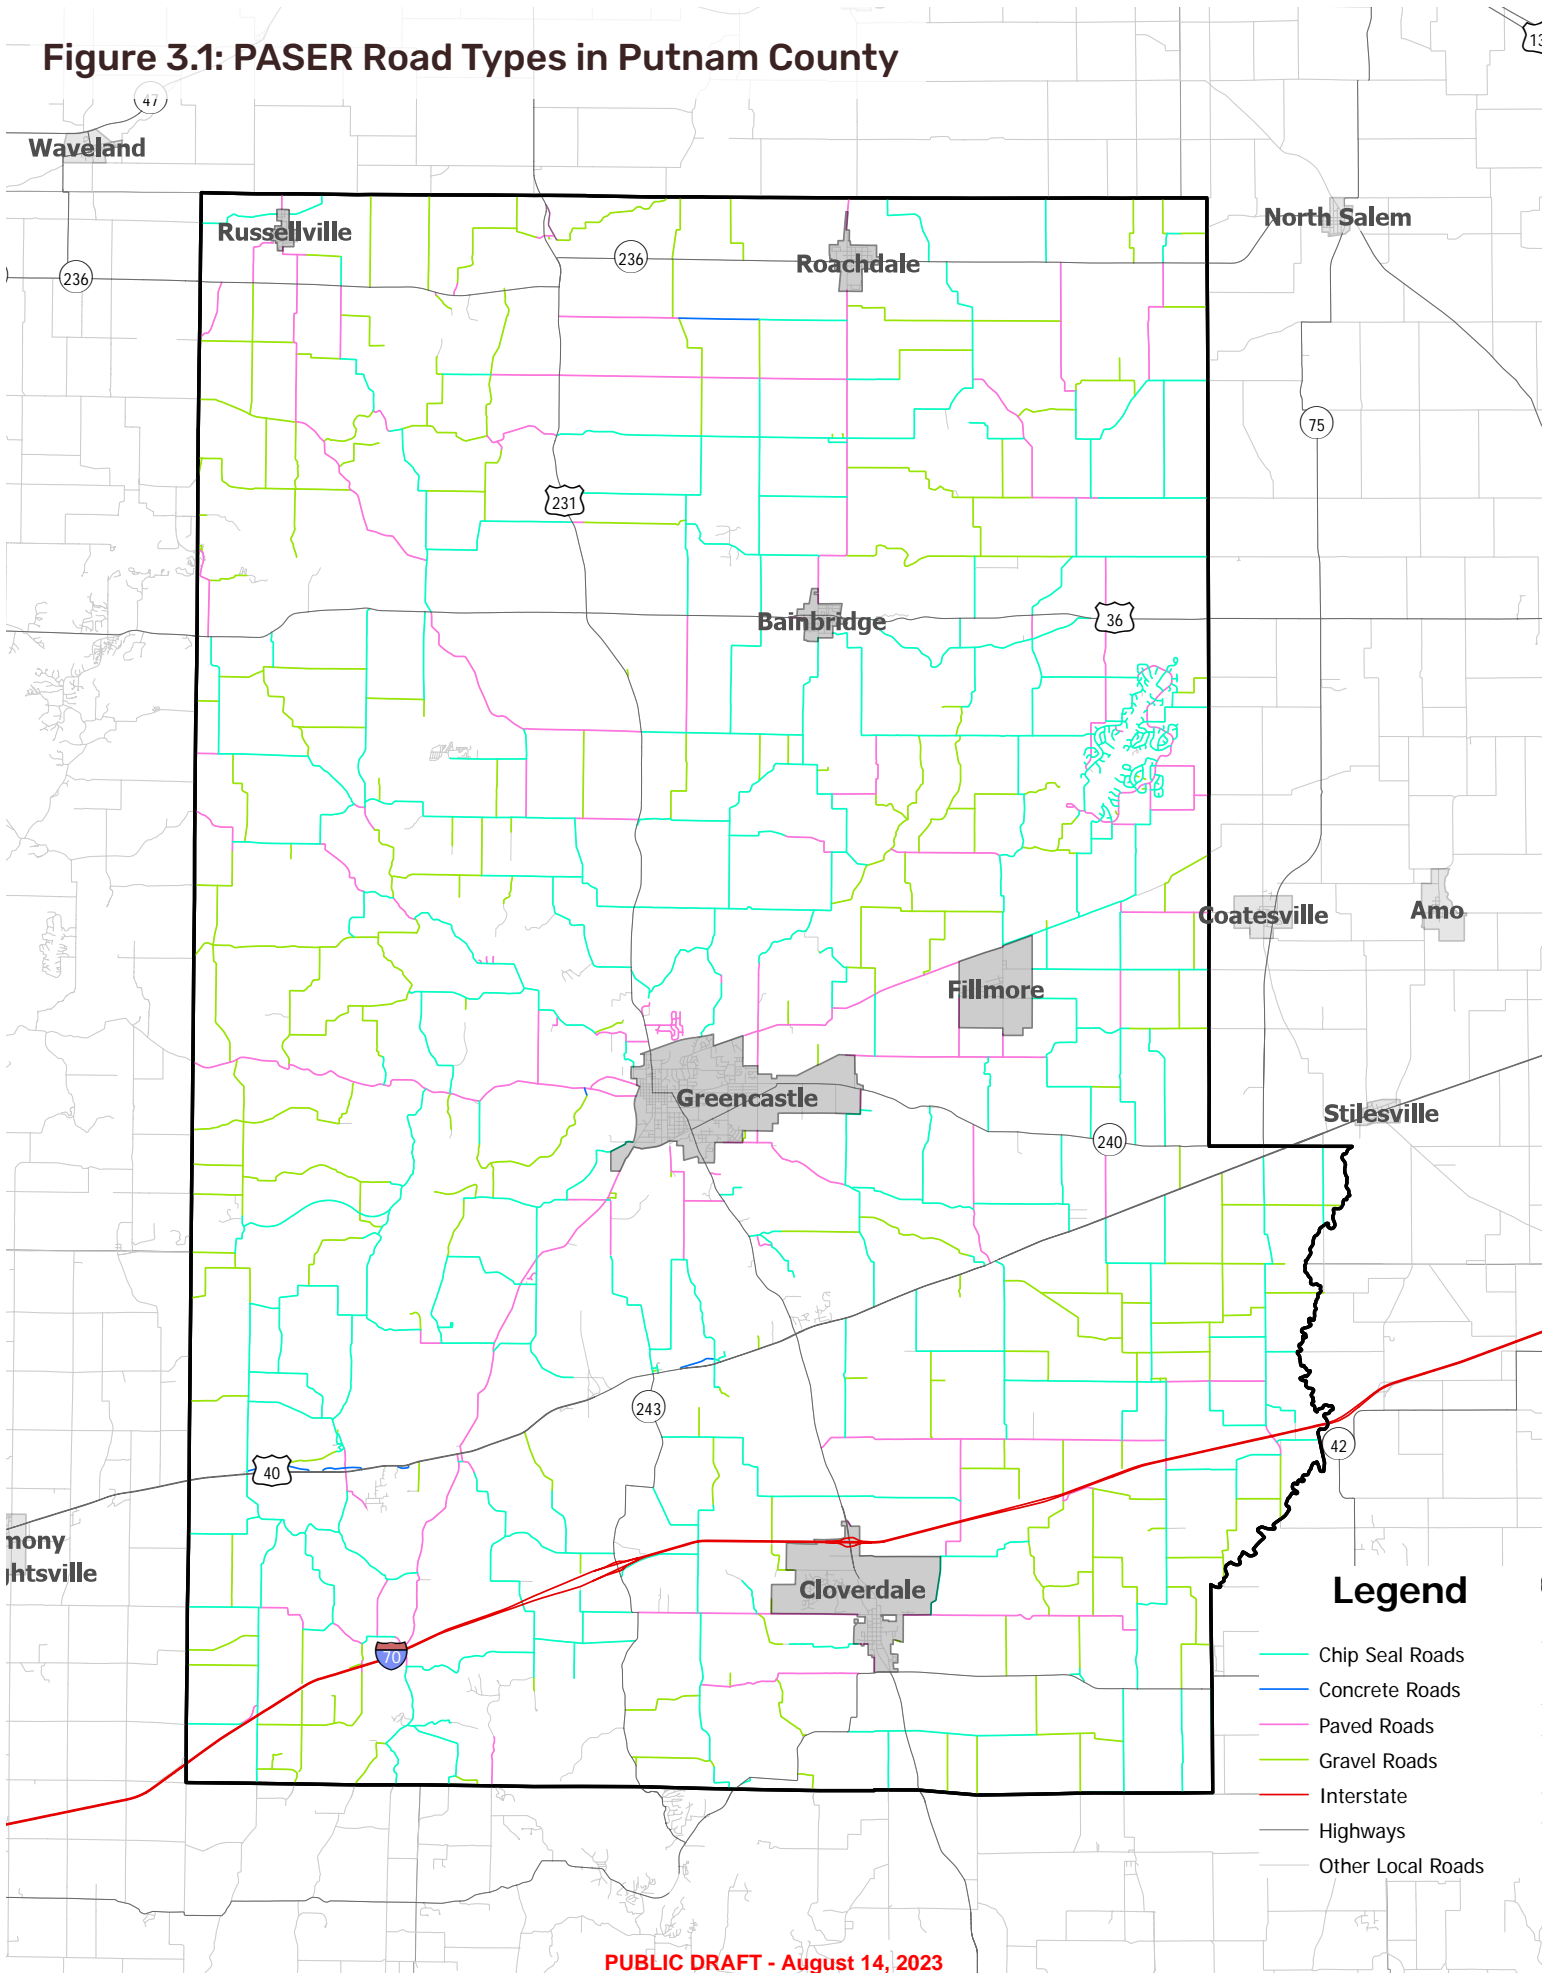 Figure 3.1: PASER Road Types in Putnam County
47
Waveland
Russellville
236
236
Roachdale
North Salem
75
231
Bainbridge
36
Coatesville
Amo
Fillmore
Greencastle
Stilesville
240
243
42
40
Cloverdale
70
Legend
Chip Seal Roads
Concrete Roads
Paved Roads
Gravel Roads
Interstate
Highways
Other Local Roads
PUBLIC DRAFT - August 14, 2023